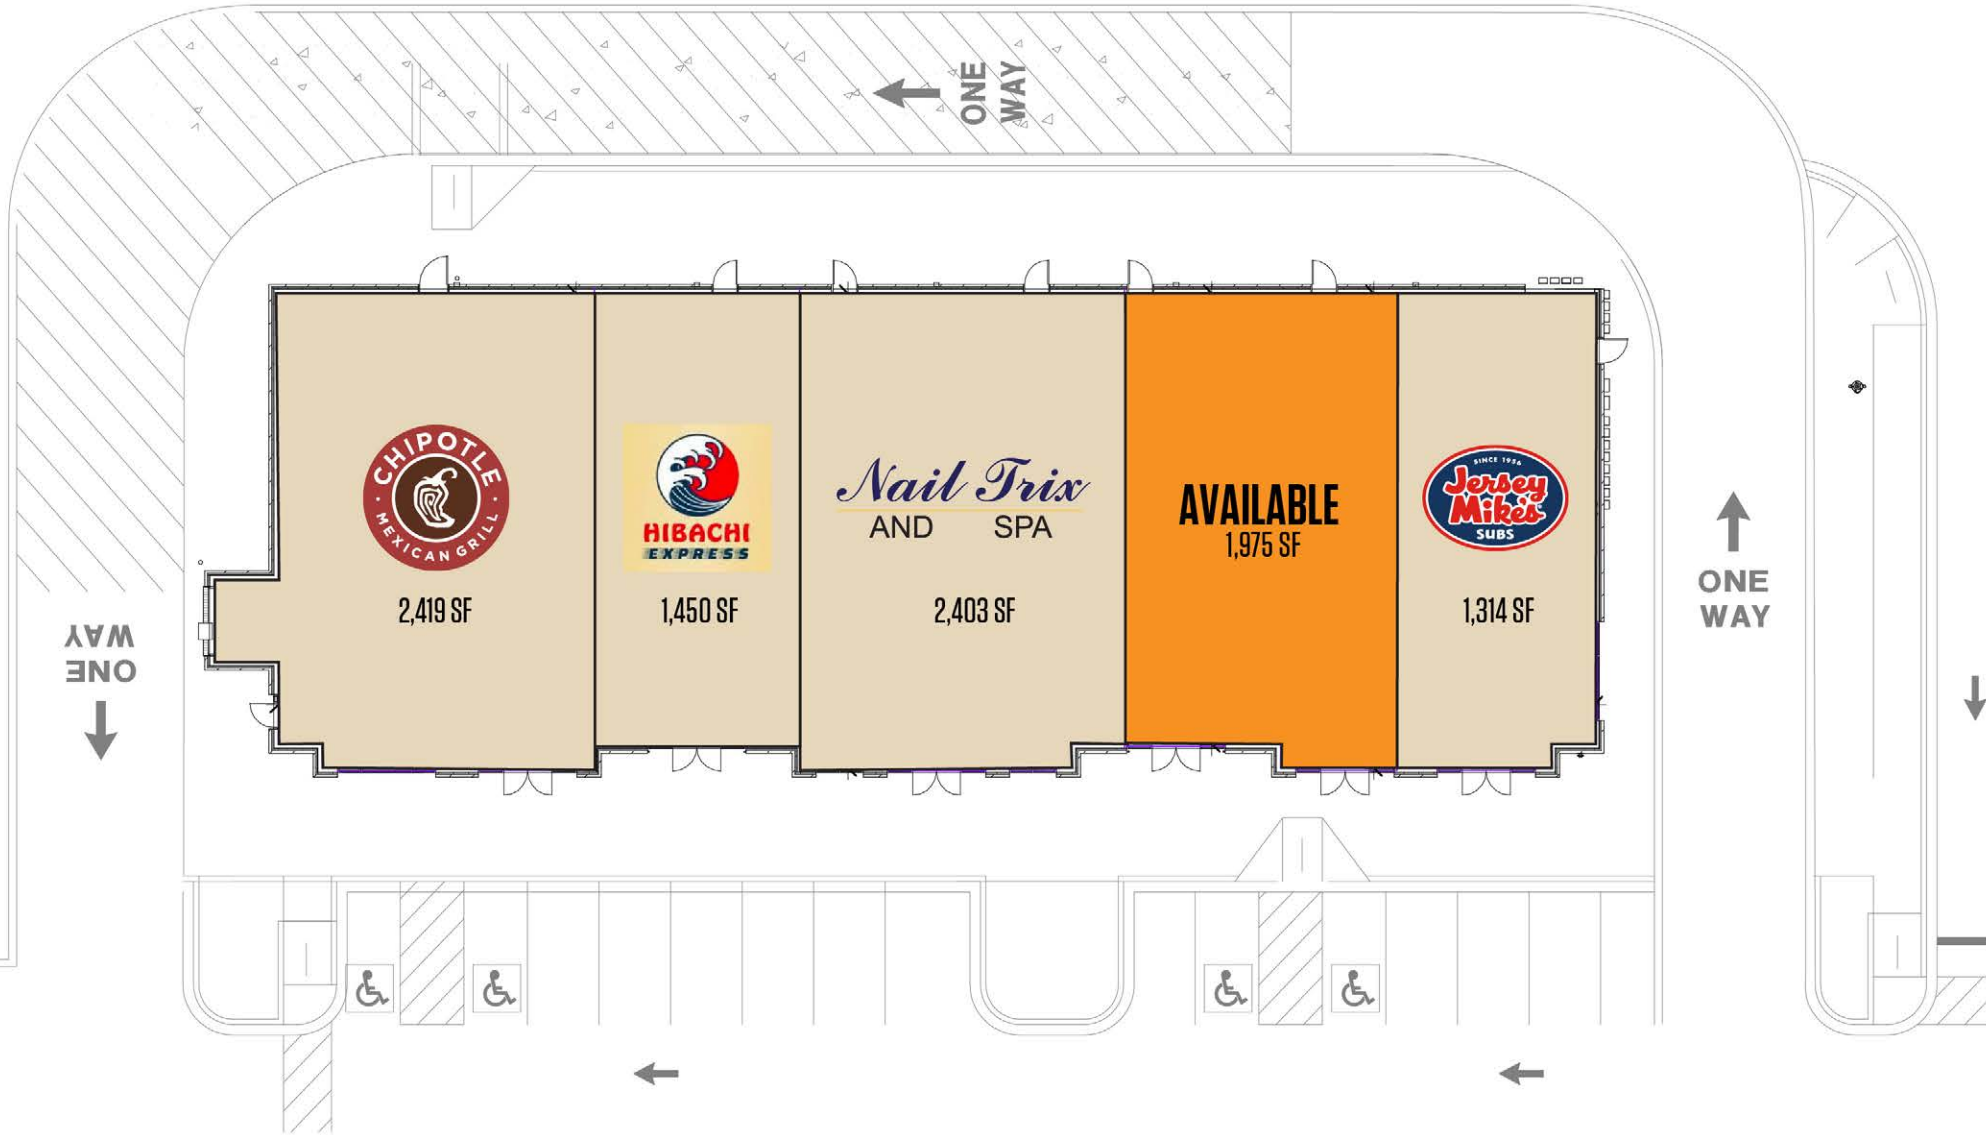 ONE
WAY
CHIPOTLE
MEXICAN GRILL
2,419 SF
HIBACHI
EXPRESS
1,450 SF
Nail Trix
AND SPA
2,403 SF
AVAILABLE
1,975 SF
SINCE 1956
Jersey
Mike's
SUBS
1,314 SF
ONE
WAY
ONE
WAY